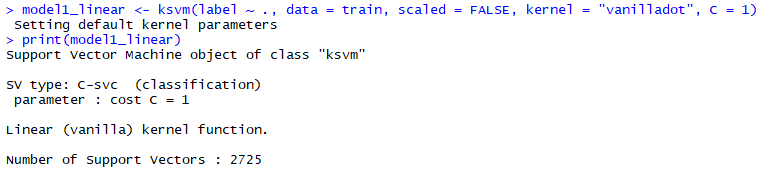 > model1_linear <- ksvm(label ~ ., data = train, scaled = FALSE, kernel = "vanilladot", C = 1)
 Setting default kernel parameters
> print(model1_linear)
Support Vector Machine object of class "ksvm"

SV type: C-svc  (classification)
 parameter : cost C = 1

Linear (vanilla) kernel function.

Number of Support Vectors : 2725